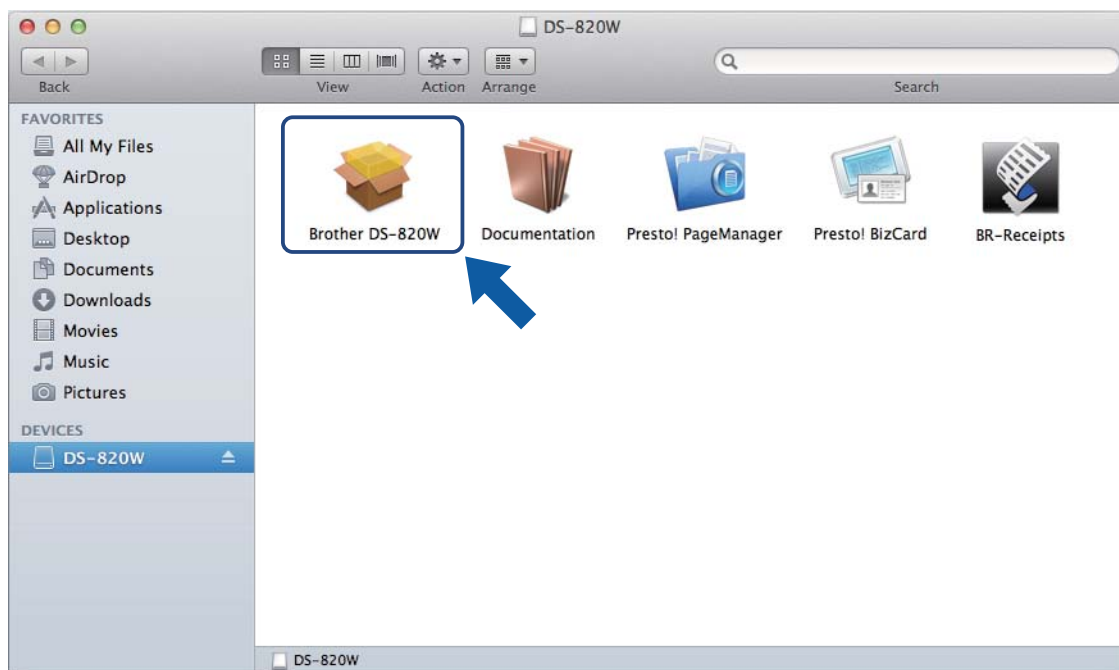 DS-820W
Back
View
Action
Arrange
Search
FAVORITES
All My Files
AirDrop
Applications
Desktop
Documents
Downloads
Movies
Music
Pictures
DEVICES
DS-820W
Brother DS-820W
Documentation
Presto! PageManager
Presto! BizCard
BR-Receipts
DS-820W